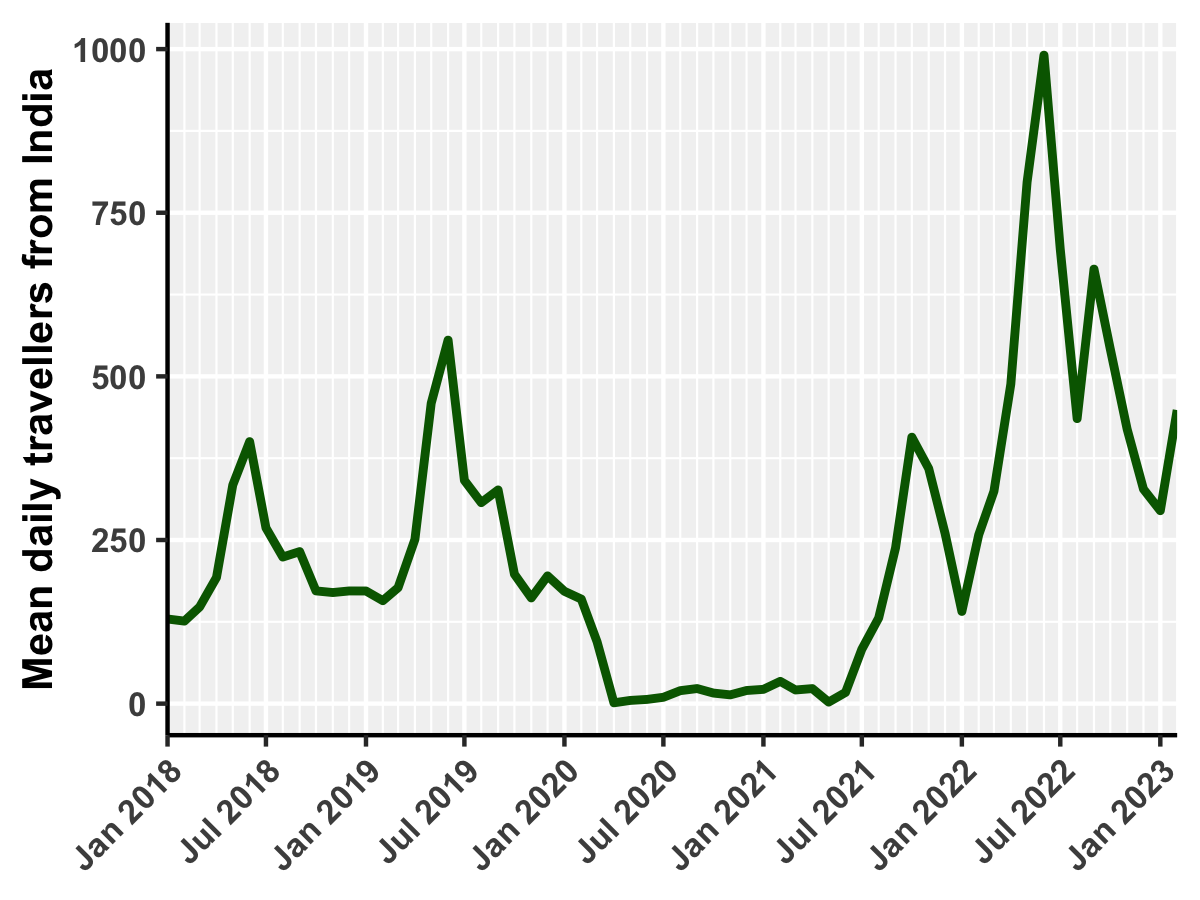 Mean daily travellers from India
1000
750
500
250
0
Jan 2018
Jul 2018
Jan 2019
Jul 2019
Jan 2020
Jul 2020
Jan 2021
Jul 2021
Jan 2022
Jul 2022
Jan 2023